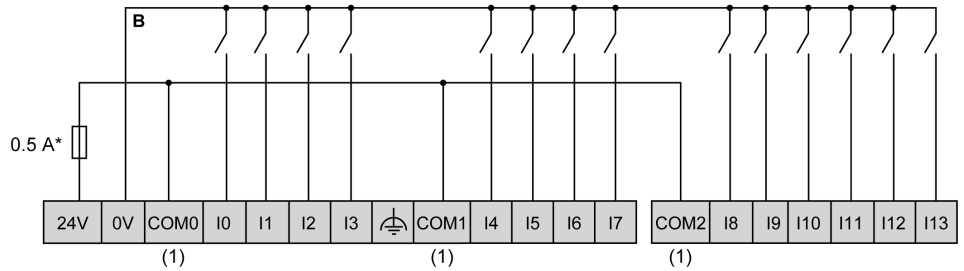 B
0.5 A*
24V 0V COM0 I0 I1 I2 I3 COM1 I4 I5 I6 I7 COM2 I8 I9 I10 I11 I12 I13
(1) (1) (1)